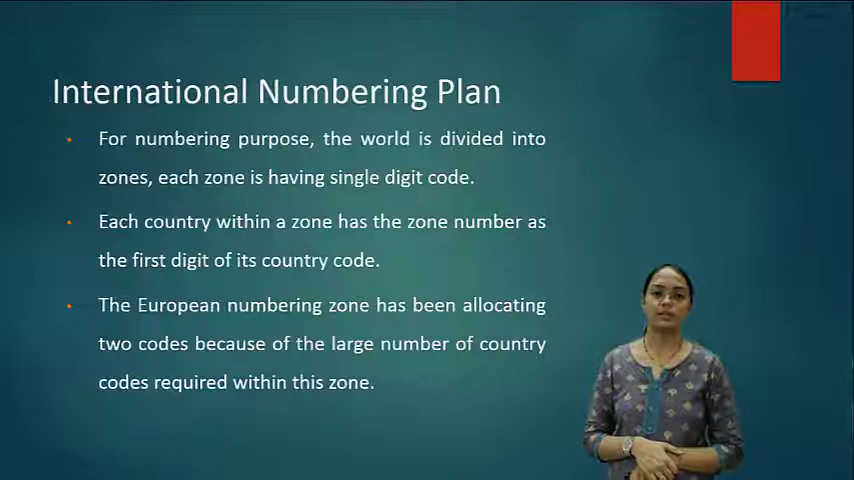 International Numbering Plan
• For numbering purpose, the world is divided into
zones, each zone is having single digit code.
• Each country within a zone has the zone number as
the first digit of its country code.
• The European numbering zone has been allocating
two codes because of the large number of country
codes required within this zone.